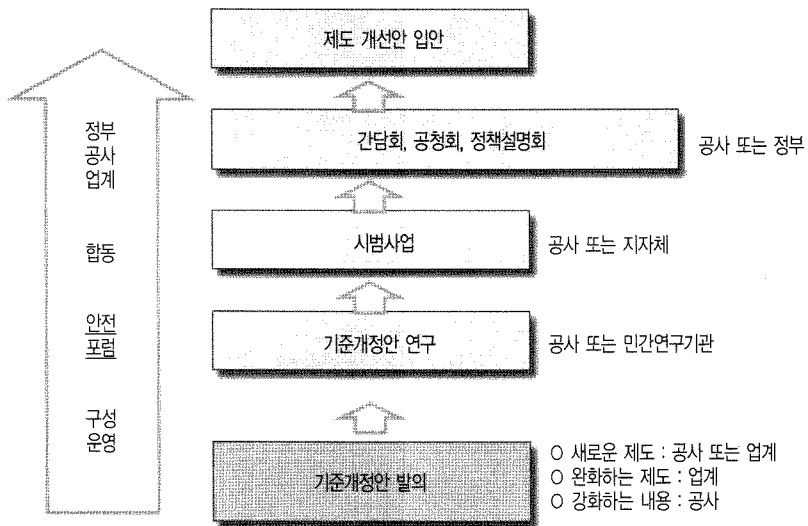 제도 개선안 입안
간담회, 공청회, 정책설명회
공사 또는 정부
시범사업
공사 또는 지자체
기준개정안 연구
공사 또는 민간연구기관
기준개정안 발의
O 새로운 제도 : 공사 또는 업계
O 완화하는 제도 : 업계
O 강화하는 내용 : 공사
정부
공사
업계
합동
안전
포럼
구성
운영